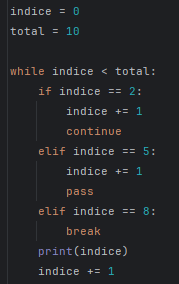 indice = 0
total = 10

while indice < total:
    if indice == 2:
        indice += 1
        continue
    elif indice == 5:
        indice += 1
        pass
    elif indice == 8:
        break
    print(indice)
    indice += 1